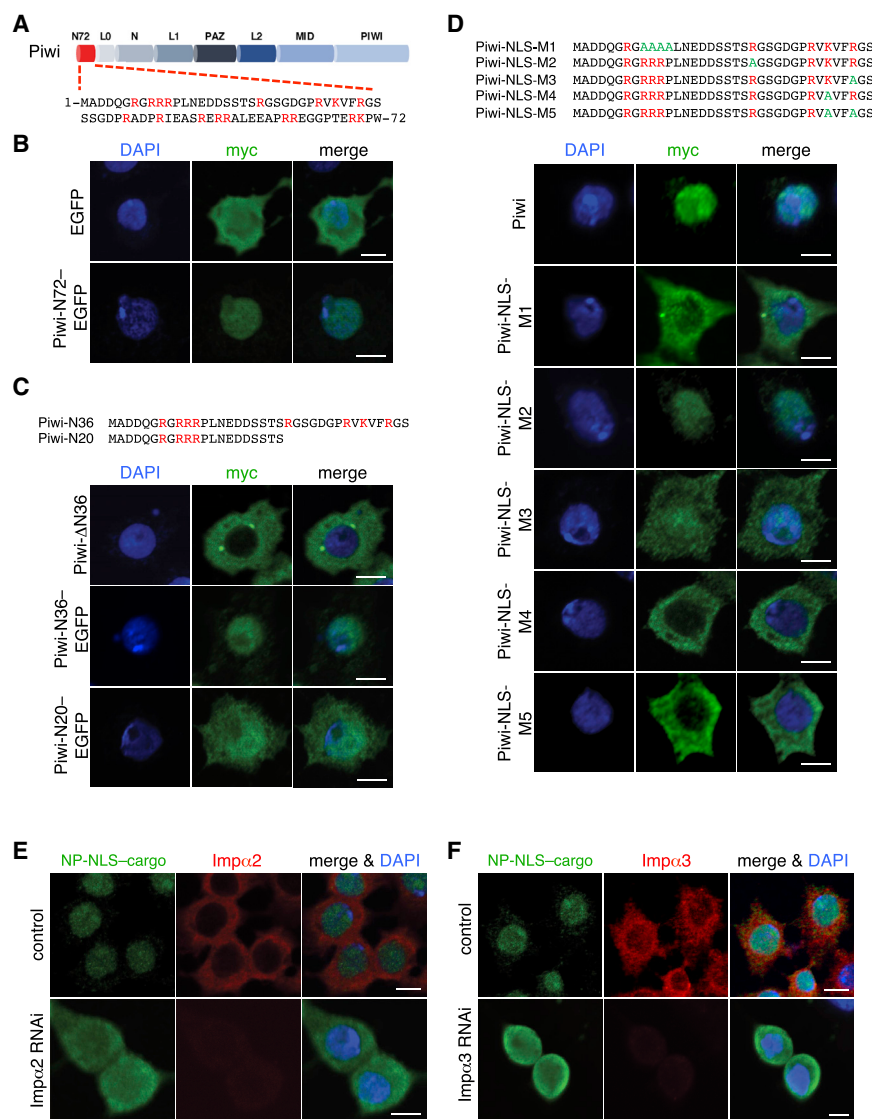 A
N72 L0 N L1 PAZ L2 MID PIWI
Piwi
1-MADDQGRGRRRPLNEDDSSTSRGSGDGPRVKVFRGS
SSGDPRADPRIEASRERRALEEAPRREGGPTERKPW-72
B
DAPI myc merge
EGFP
Piwi-N72–
EGFP
C
Piwi-N36 MADDQGRGRRRPLNEDDSSTSRGSGDGPRVKVFRGS
Piwi-N20 MADDQGRGRRRPLNEDDSSTS
DAPI myc merge
Piwi-ΔN36
Piwi-N36–
EGFP
Piwi-N20–
EGFP
D
Piwi-NLS-M1 MADDQGRGAAAALNEDDSSTSRGSGDGPRVKVFRGS
Piwi-NLS-M2 MADDQGRGRRRPLNEDDSSTSAGSGDGPRVKVFRGS
Piwi-NLS-M3 MADDQGRGRRRPLNEDDSSTSRGSGDGPRVKVFAGS
Piwi-NLS-M4 MADDQGRGRRRPLNEDDSSTSRGSGDGPRVAVFRGS
Piwi-NLS-M5 MADDQGRGRRRPLNEDDSSTSRGSGDGPRVAVFAGS
DAPI myc merge
Piwi
Piwi-NLS-
M1
Piwi-NLS-
M2
Piwi-NLS-
M3
Piwi-NLS-
M4
Piwi-NLS-
M5
E
NP-NLS–cargo Impα2 merge & DAPI
control
Impα2 RNAi
F
NP-NLS–cargo Impα3 merge & DAPI
control
Impα3 RNAi